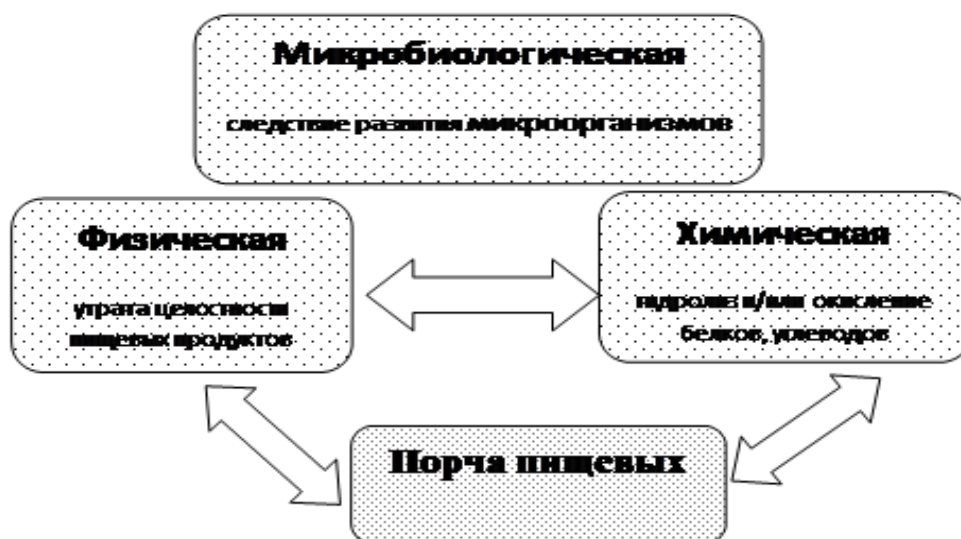 Микробиологическая
следствие развития микроорганизмов
Физическая
утрата целостности
пищевых продуктов
Химическая
гидролиз и/или окисление
белков, углеводов
Порча пищевых